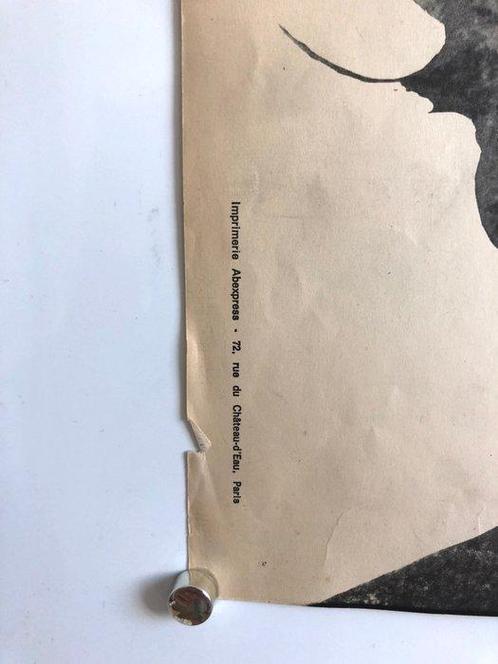 Imprimerie Abexpress - 72, rue du Château-d'Eau, Paris